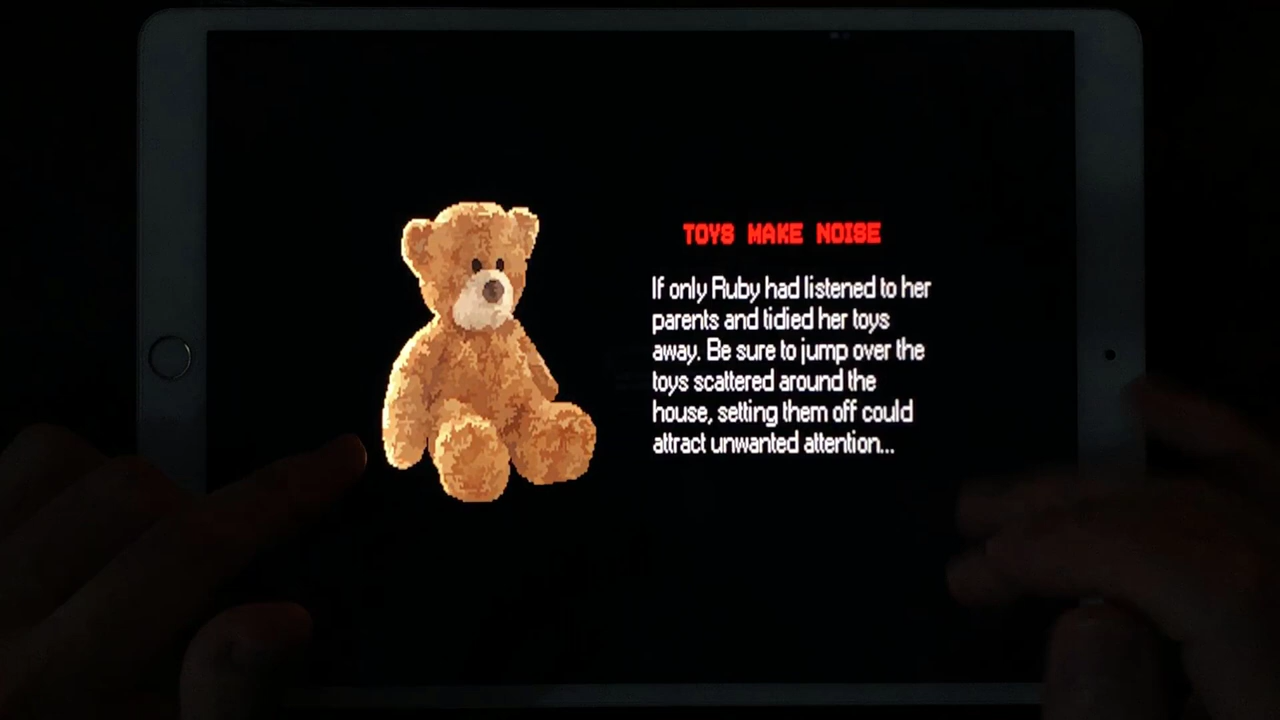 TOYS MAKE NOISE
If only Ruby had listened to her
parents and tidied her toys
away. Be sure to jump over the
toys scattered around the
house, setting them off could
attract unwanted attention...